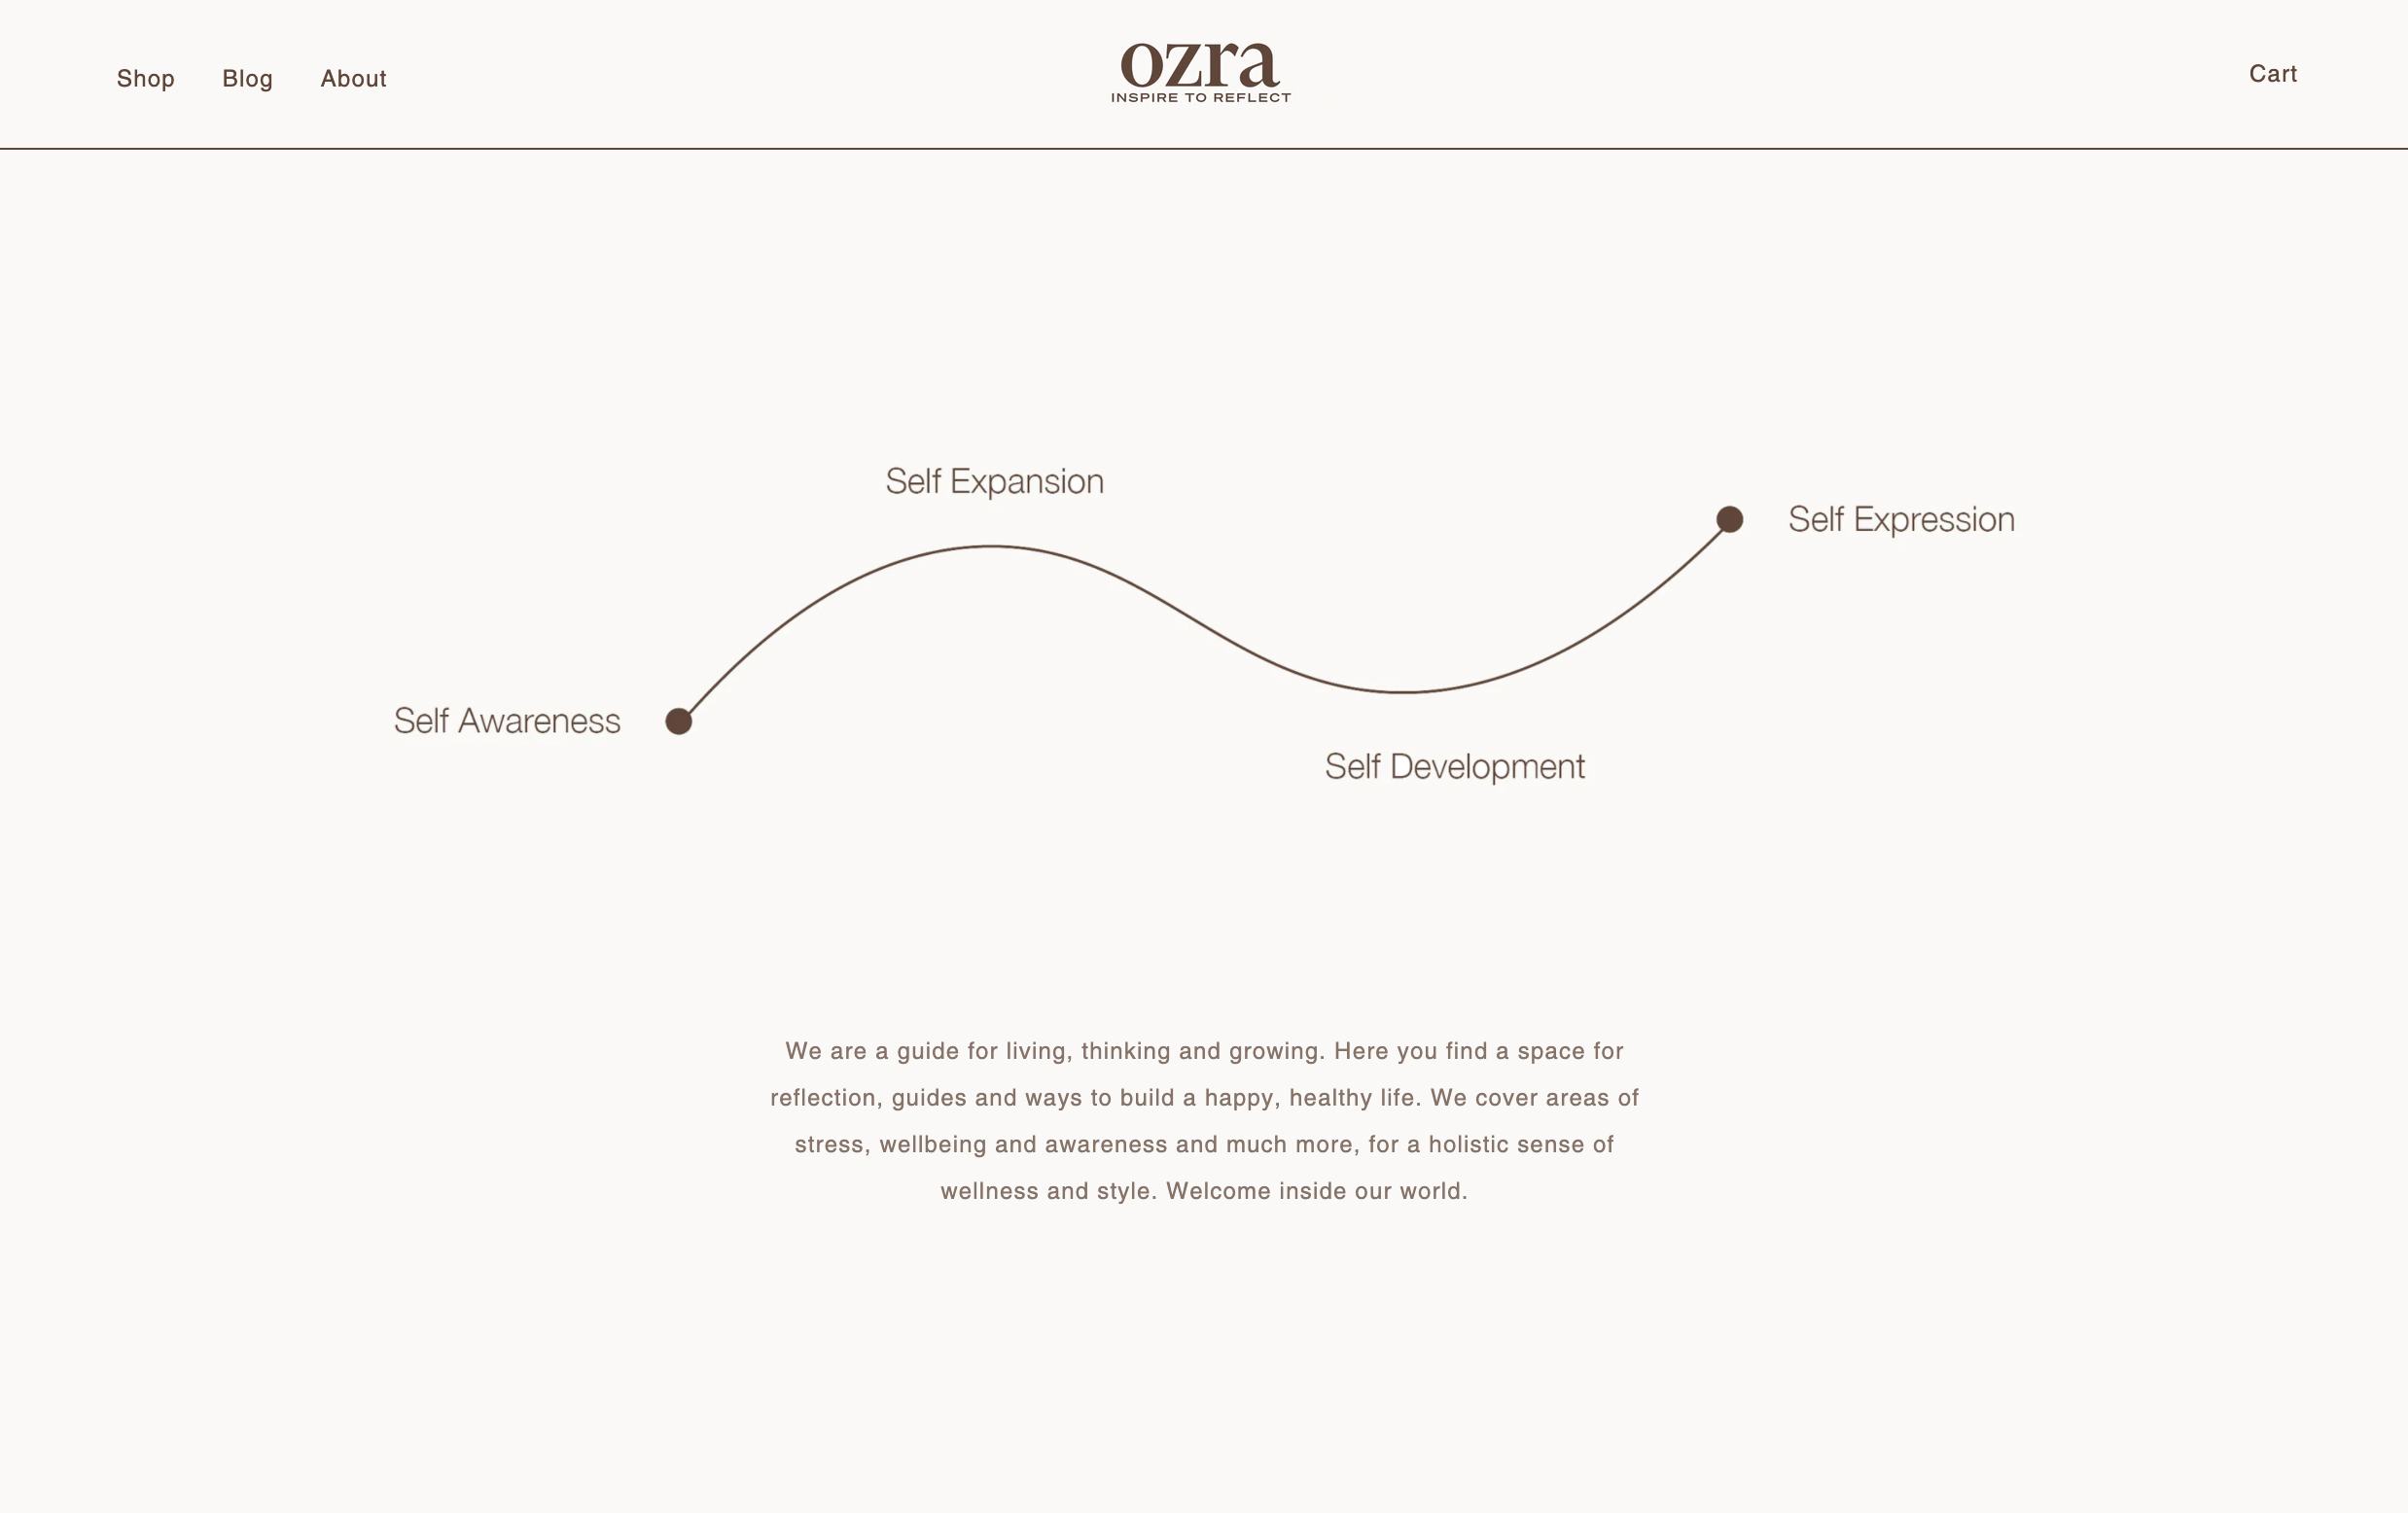 Shop Blog About
ozra
INSPIRE TO REFLECT
Cart
Self Expansion
Self Expression
Self Awareness
Self Development
We are a guide for living, thinking and growing. Here you find a space for
reflection, guides and ways to build a happy, healthy life. We cover areas of
stress, wellbeing and awareness and much more, for a holistic sense of
wellness and style. Welcome inside our world.